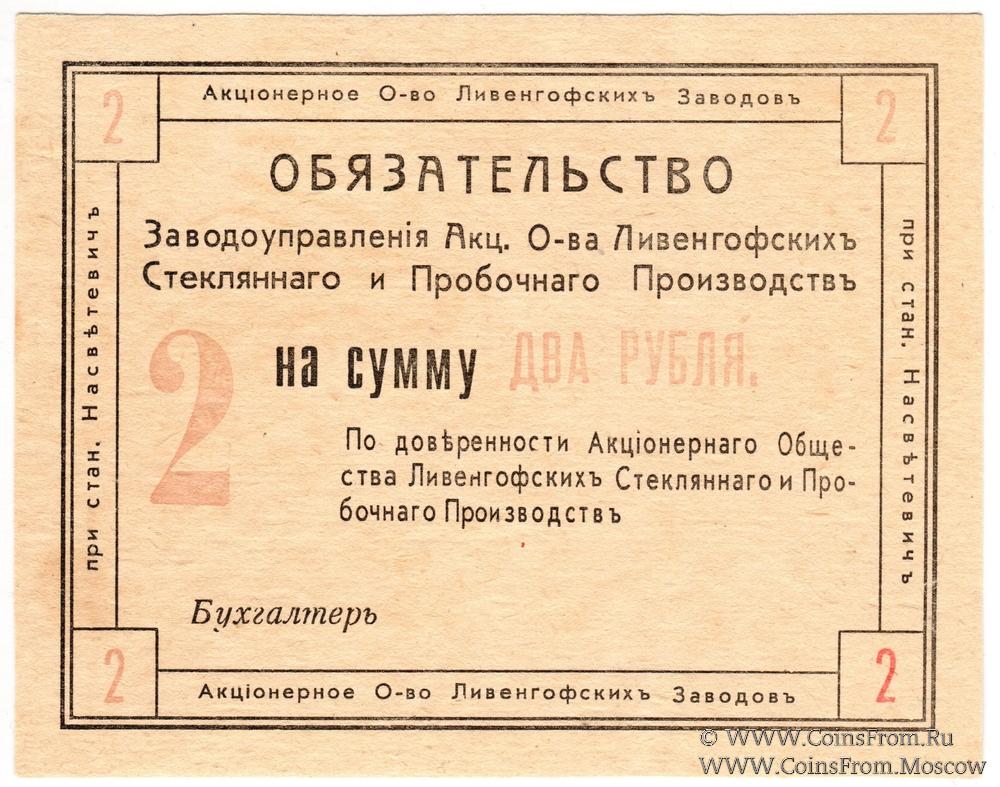 2
Акціонерное О-во Ливенгофскихъ Заводовъ
2
ОБЯЗАТЕЛЬСТВО
Заводоуправленія Акц. О-ва Ливенгофскихъ
Стекляннаго и Пробочнаго Производствъ
при стан. Насвѣтевичъ
при стан. Насвѣтевичъ
2
на сумму ДВА РУБЛЯ.
По довѣренности Акціонернаго Обще-
ства Ливенгофскихъ Стекляннаго и Про-
бочнаго Производствъ
Бухгалтеръ
2
Акціонерное О-во Ливенгофскихъ Заводовъ
2
© WWW.CoinsFrom.Ru
WWW.CoinsFrom.Moscow